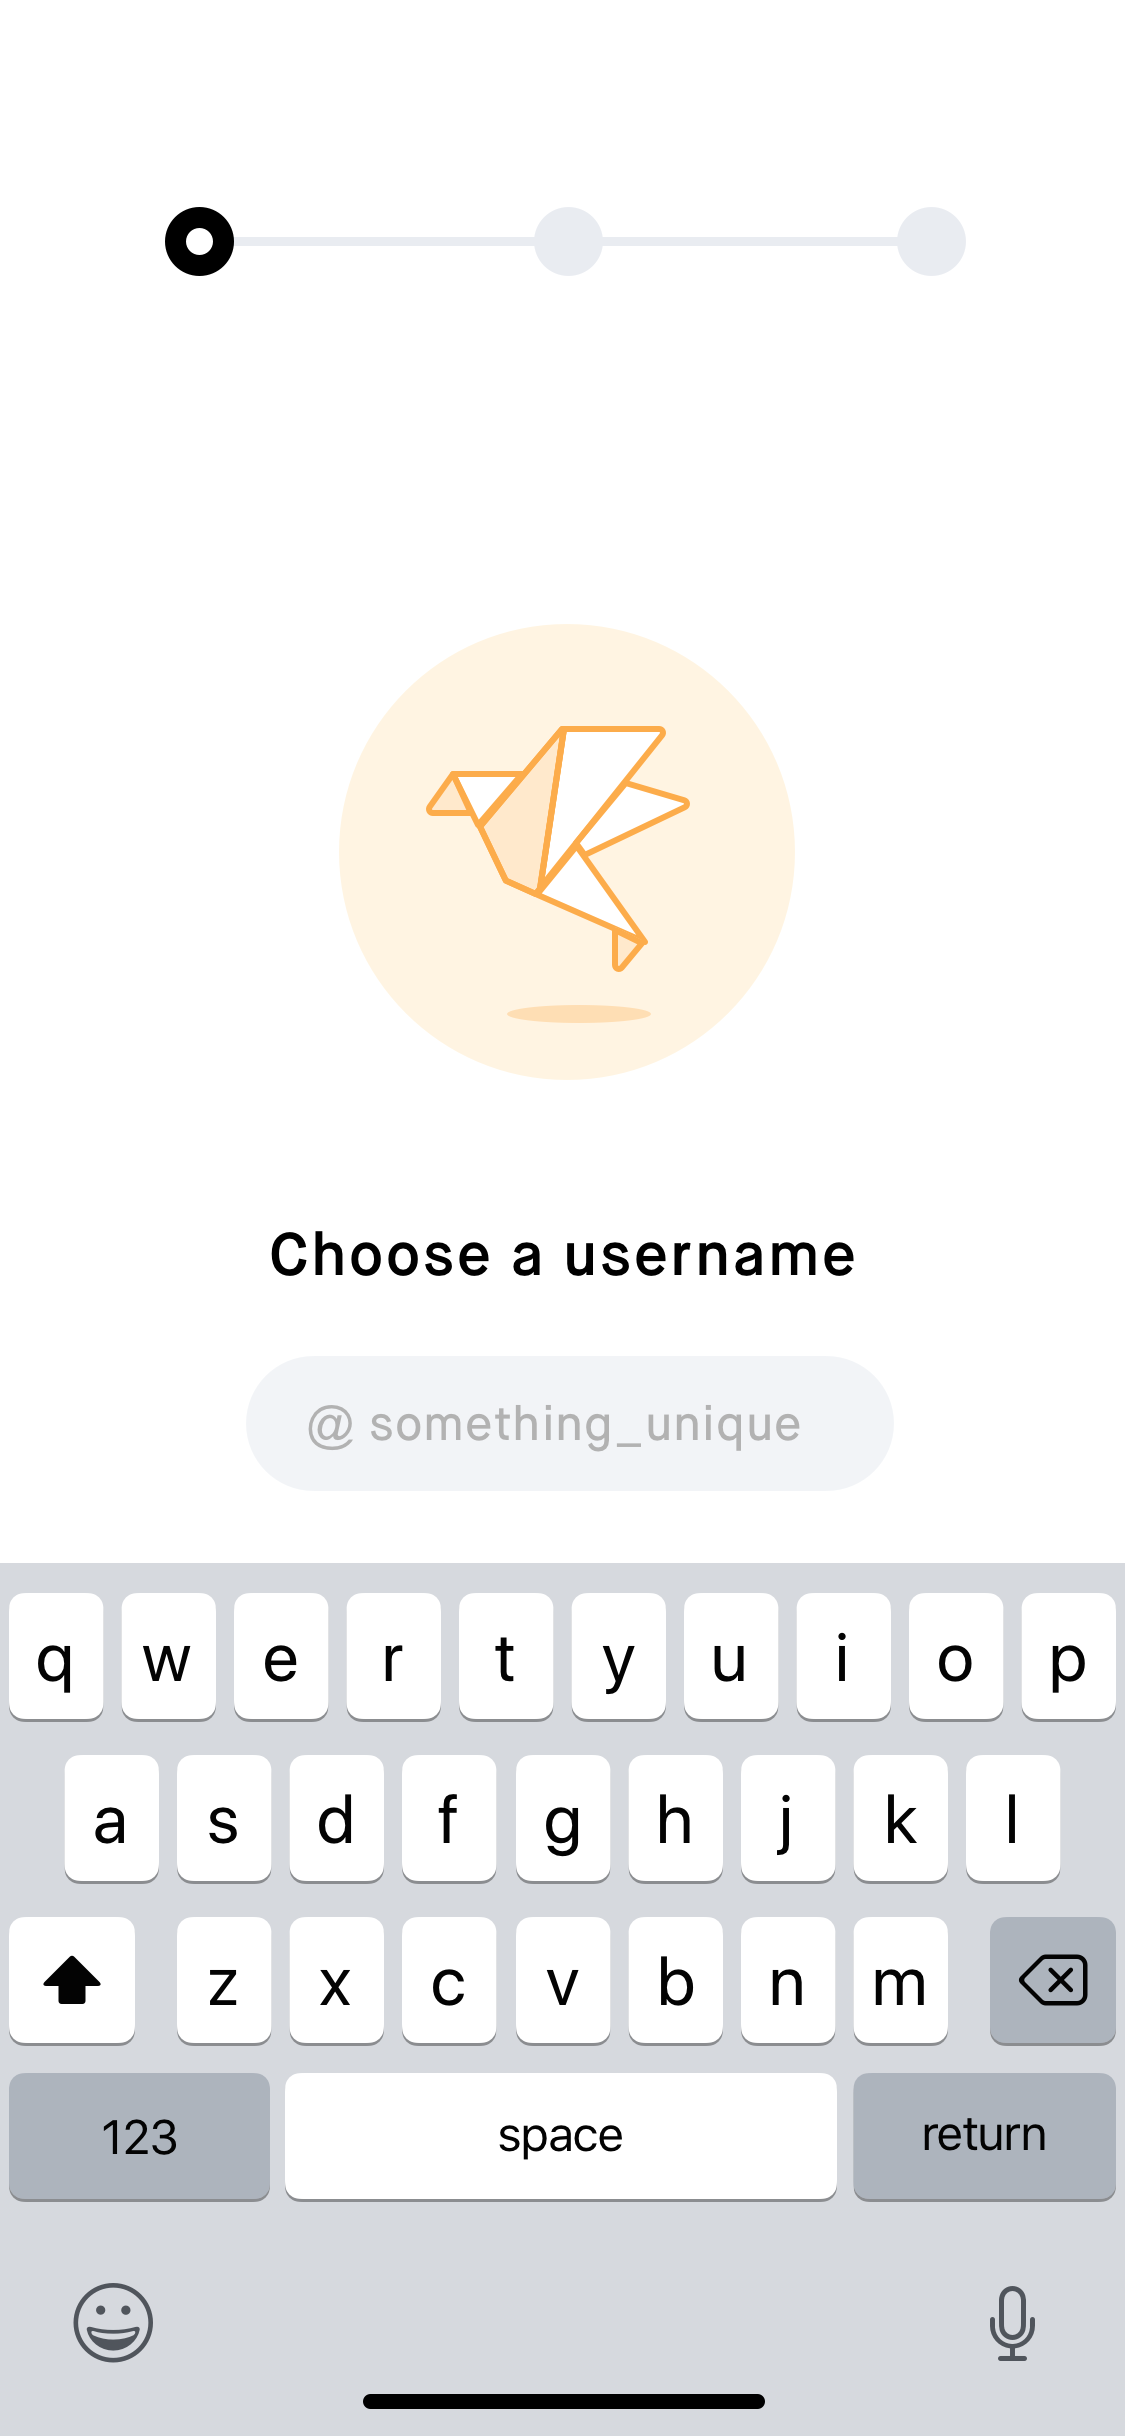 Choose a username
@ something_unique
q w e r t y u i o p
a s d f g h j k l
z x c v b n m
123 space return